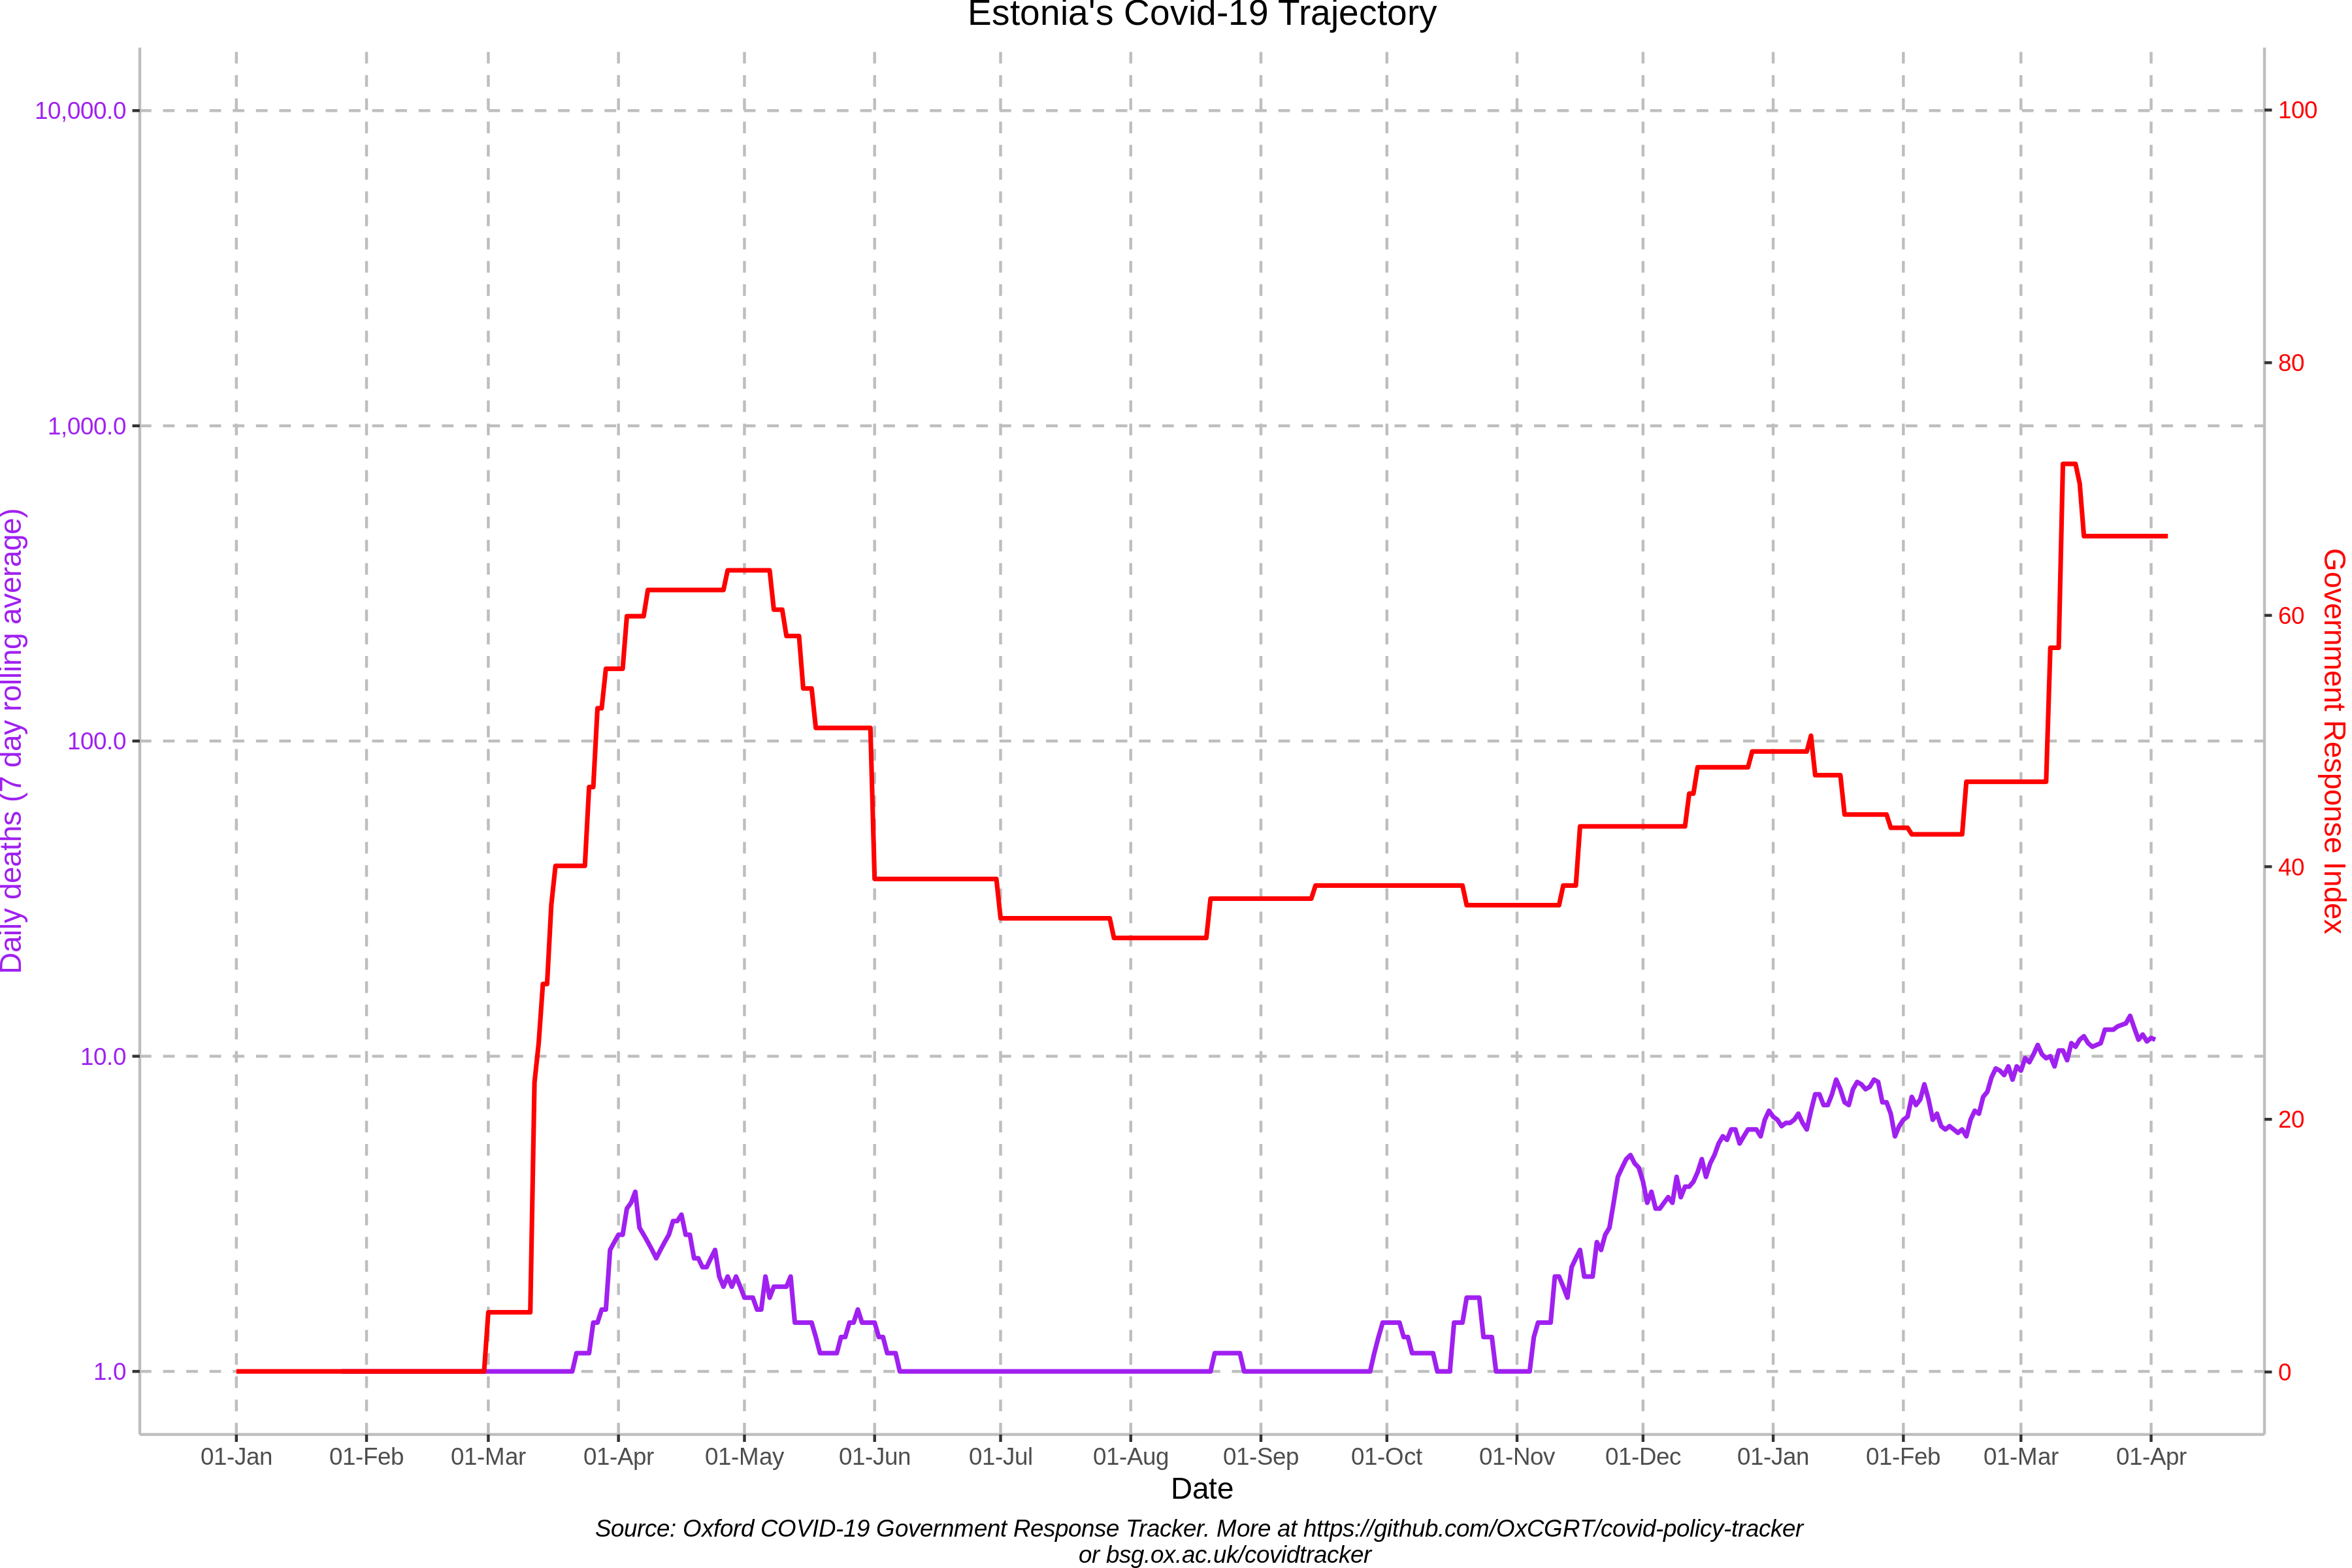 Estonia's Covid-19 Trajectory
10,000.0
1,000.0
100.0
10.0
1.0
Daily deaths (7 day rolling average)
100
80
60
40
20
0
Government Response Index
01-Jan 01-Feb 01-Mar 01-Apr 01-May 01-Jun 01-Jul 01-Aug 01-Sep 01-Oct 01-Nov 01-Dec 01-Jan 01-Feb 01-Mar 01-Apr
Date
Source: Oxford COVID-19 Government Response Tracker. More at https://github.com/OxCGRT/covid-policy-tracker
or bsg.ox.ac.uk/covidtracker